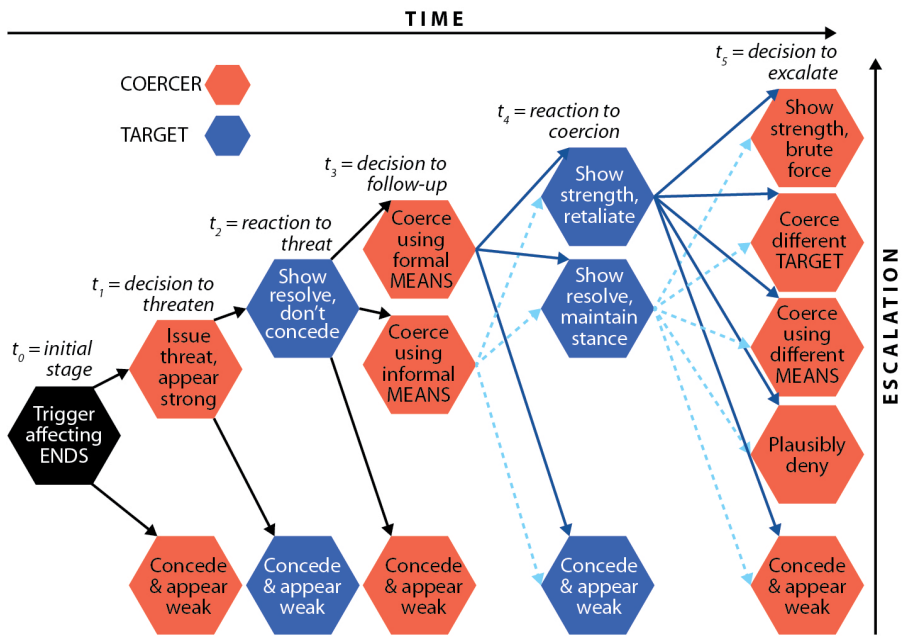 TIME
COERCER
TARGET
t0 = initial
stage
t1 = decision to
threaten
t2 = reaction to
threat
t3 = decision to
follow-up
t4 = reaction to
coercion
t5 = decision to
excalate
ESCALATION
Trigger
affecting
ENDS
Issue
threat,
appear
strong
Concede
& appear
weak
Show
resolve,
don't
concede
Concede
& appear
weak
Coerce
using
formal
MEANS
Coerce
using
informal
MEANS
Concede
& appear
weak
Show
strength,
retaliate
Show
resolve,
maintain
stance
Concede
& appear
weak
Show
strength,
brute
force
Coerce
different
TARGET
Coerce
using
different
MEANS
Plausibly
deny
Concede
& appear
weak